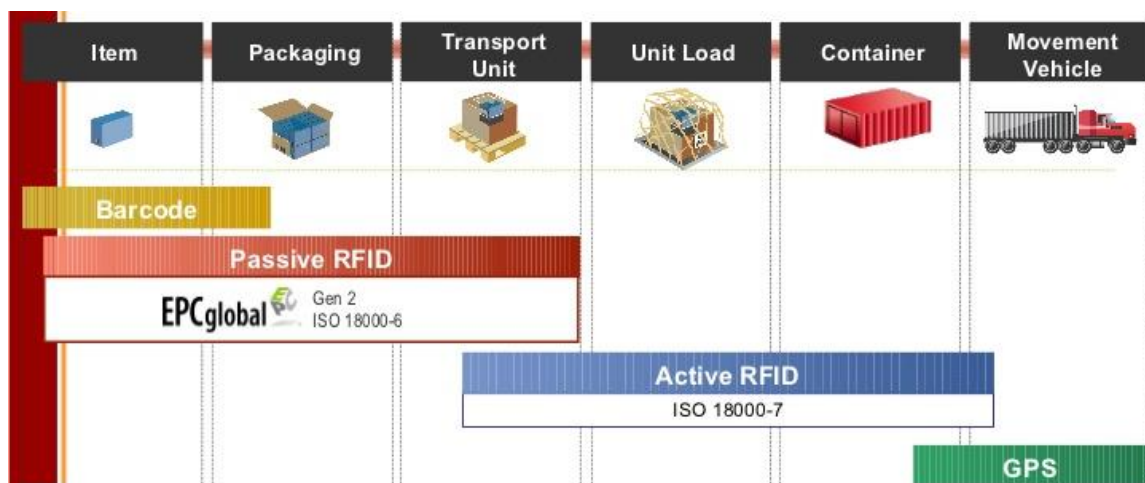 Item
Packaging
Transport
Unit
Unit Load
Container
Movement
Vehicle
Barcode
Passive RFID
EPCglobal
Gen 2
ISO 18000-6
Active RFID
ISO 18000-7
GPS